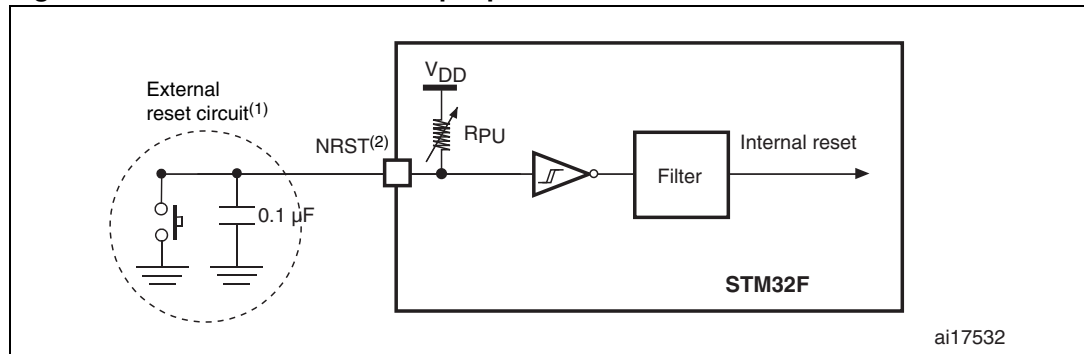 External
reset circuit(1)
VDD
RPU
NRST(2)
Internal reset
Filter
0.1 μF
STM32F
ai17532